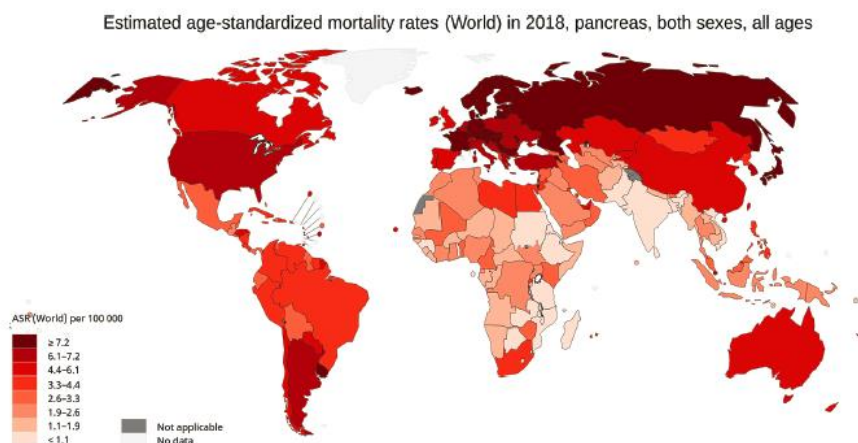 Estimated age-standardized mortality rates (World) in 2018, pancreas, both sexes, all ages
ASR (World) per 100 000
≥ 7.2
6.1–7.2
4.4–6.1
3.3–4.4
2.6–3.3
1.9–2.6
1.1–1.9
< 1.1
Not applicable
No data